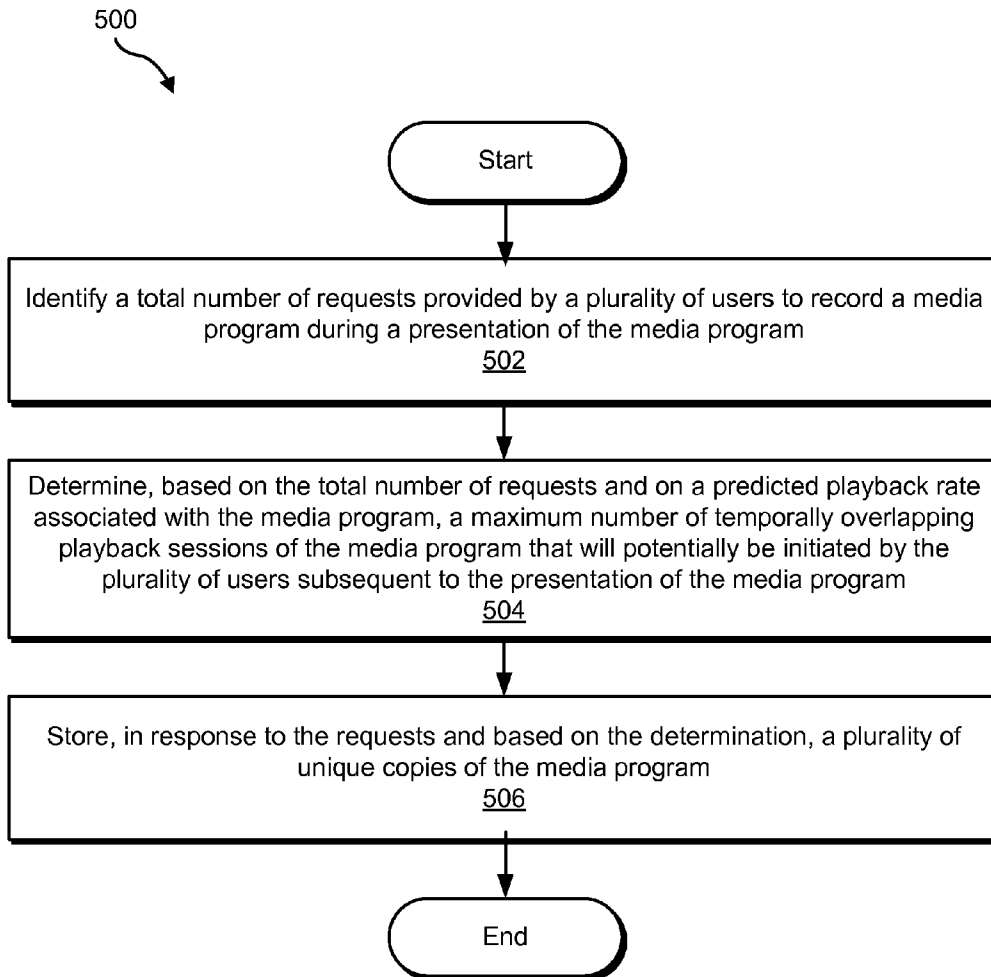 500
Start
Identify a total number of requests provided by a plurality of users to record a media
program during a presentation of the media program
502
Determine, based on the total number of requests and on a predicted playback rate
associated with the media program, a maximum number of temporally overlapping
playback sessions of the media program that will potentially be initiated by the
plurality of users subsequent to the presentation of the media program
504
Store, in response to the requests and based on the determination, a plurality of
unique copies of the media program
506
End